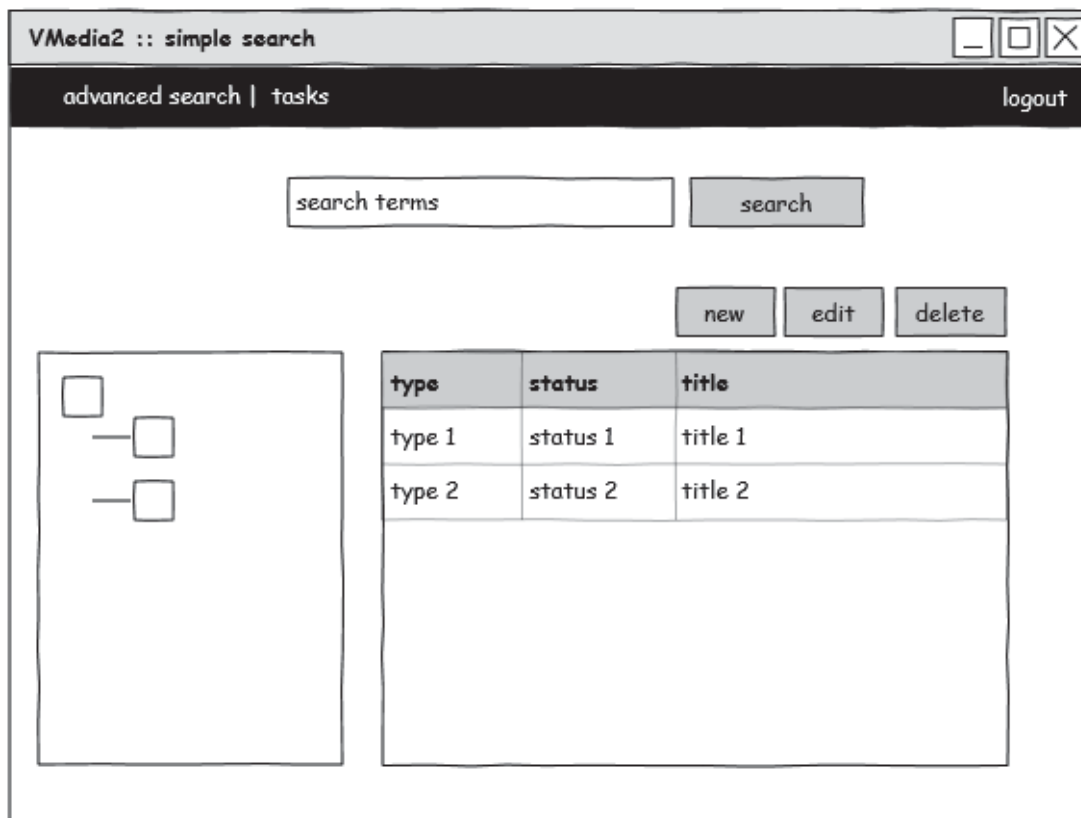 VMedia2 :: simple search
advanced search | tasks logout
search terms search
new edit delete
type status title
type 1 status 1 title 1
type 2 status 2 title 2